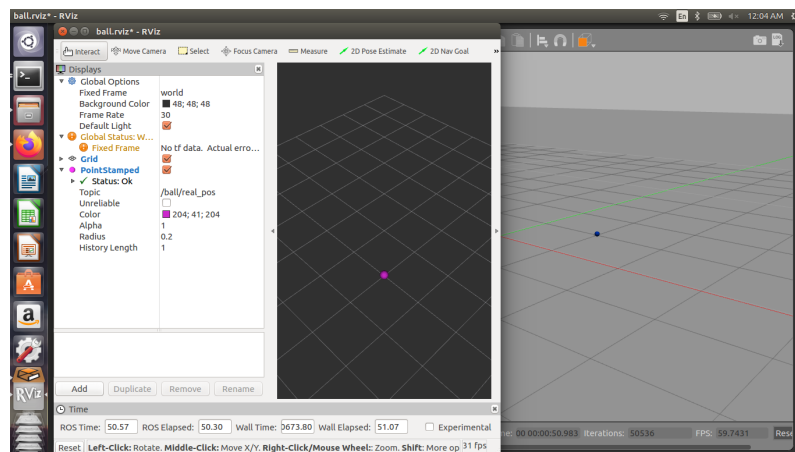 ball.rviz* - RViz
En
12:04 AM
ball.rviz* - RViz
Interact
Move Camera
Select
Focus Camera
Measure
2D Pose Estimate
2D Nav Goal
»
Displays
Global Options
Fixed Frame world
Background Color 48; 48; 48
Frame Rate 30
Default Light
Global Status: W...
Fixed Frame No tf data. Actual erro...
Grid
PointStamped
Status: Ok
Topic /ball/real_pos
Unreliable
Color 204; 41; 204
Alpha 1
Radius 0.2
History Length 1
Add Duplicate Remove Rename
Time
ROS Time: 50.57 ROS Elapsed: 50.30 Wall Time: 0673.80 Wall Elapsed: 51.07 Experimental
Reset Left-Click: Rotate. Middle-Click: Move X/Y. Right-Click/Mouse Wheel:: Zoom. Shift: More op 31 fps
me: 00 00:00:50.983 Iterations: 50536 FPS: 59.7431 Rese
a
RViz